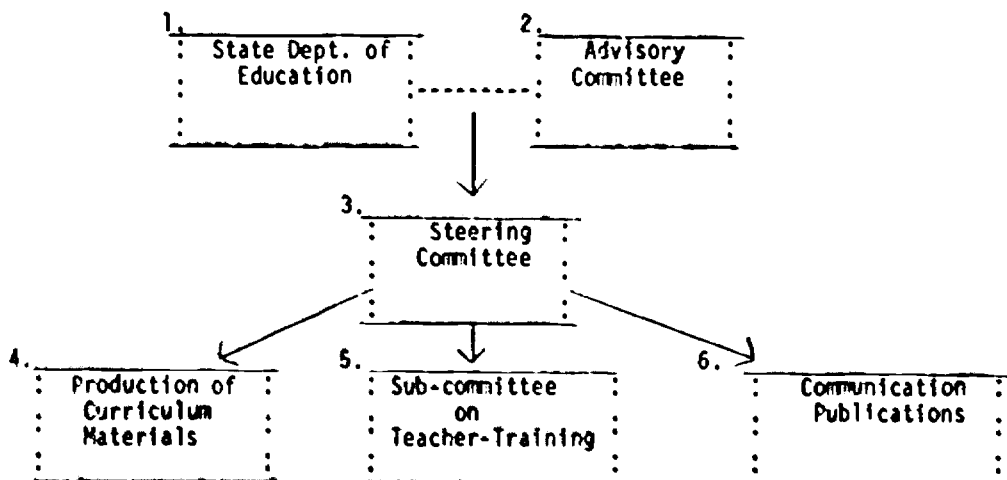 1.
State Dept. of
Education
2.
Advisory
Committee
3.
Steering
Committee
4.
Production of
Curriculum
Materials
5.
Sub-committee
on
Teacher-Training
6.
Communication
Publications